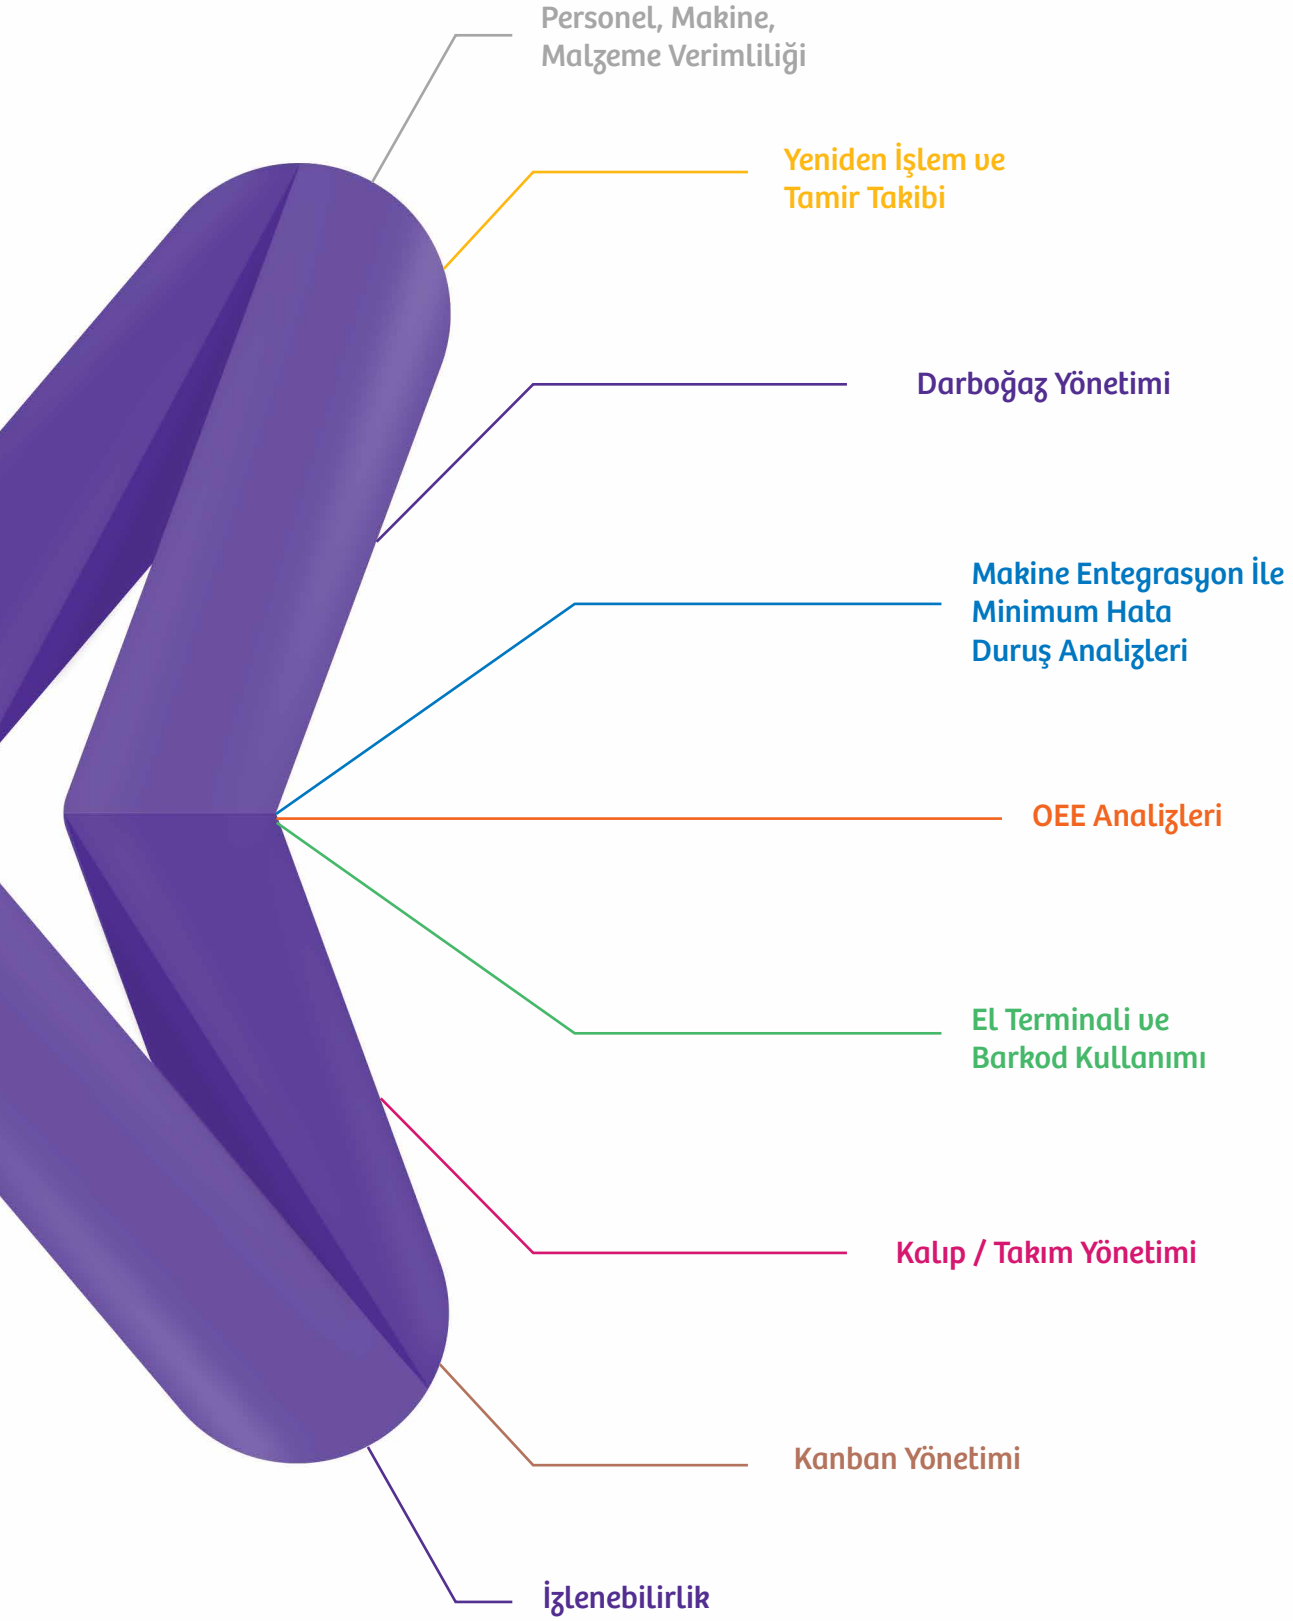 Personel, Makine,
Malzeme Verimliliği
Yeniden İşlem ve
Tamir Takibi
Darboğaz Yönetimi
Makine Entegrasyon İle
Minimum Hata
Duruş Analizleri
OEE Analizleri
El Terminali ve
Barkod Kullanımı
Kalıp / Takım Yönetimi
Kanban Yönetimi
İzlenebilirlik